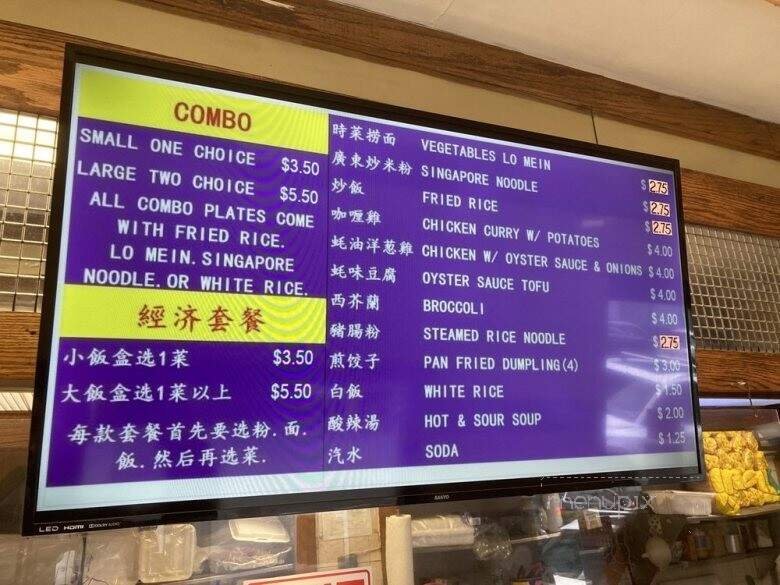 COMBO
SMALL ONE CHOICE $3.50
LARGE TWO CHOICE $5.50
ALL COMBO PLATES COME
WITH FRIED RICE.
LO MEIN. SINGAPORE
NOODLE. OR WHITE RICE.
經济套餐
小飯盒选1菜 $3.50
大飯盒选1菜以上 $5.50
每款套餐首先要选粉.面.
飯.然后再选菜.
時菜捞面 VEGETABLES LO MEIN $2.75
廣東炒米粉 SINGAPORE NOODLE $2.75
炒飯 FRIED RICE $2.75
咖喱雞 CHICKEN CURRY W/ POTATOES $4.00
蚝油洋葱雞 CHICKEN W/ OYSTER SAUCE & ONIONS $4.00
蚝味豆腐 OYSTER SAUCE TOFU $4.00
西芥蘭 BROCCOLI $4.00
豬腸粉 STEAMED RICE NOODLE $2.75
煎饺子 PAN FRIED DUMPLING(4) $3.00
白飯 WHITE RICE $1.50
酸辣湯 HOT & SOUR SOUP $2.00
汽水 SODA $1.25
LED HDMI DOLBY AUDIO
SANYO
menupix